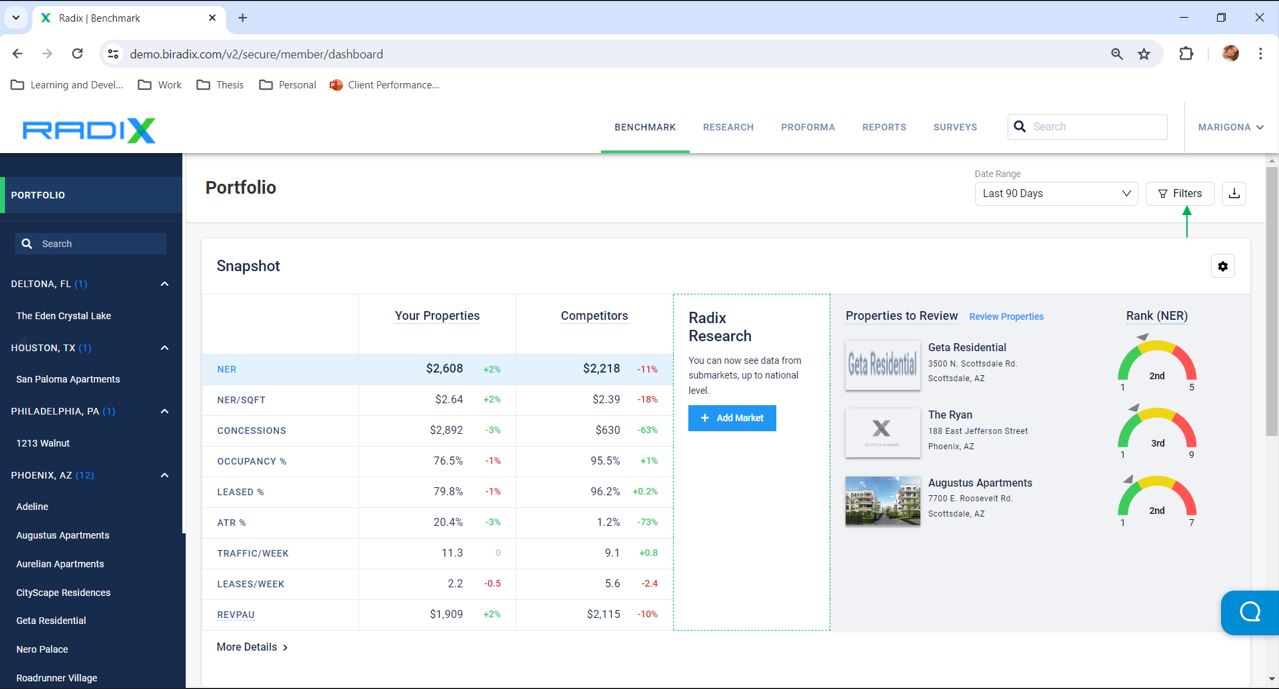 Radix | Benchmark
demo.biradix.com/v2/secure/member/dashboard
Learning and Devel... Work Thesis Personal Client Performance...
RADIX
BENCHMARK RESEARCH PROFORMA REPORTS SURVEYS Search MARIGONA
PORTFOLIO
Search
DELTONA, FL (1)
The Eden Crystal Lake
HOUSTON, TX (1)
San Paloma Apartments
PHILADELPHIA, PA (1)
1213 Walnut
PHOENIX, AZ (12)
Adeline
Augustus Apartments
Aurelian Apartments
CityScape Residences
Geta Residential
Nero Palace
Roadrunner Village
Portfolio
Date Range
Last 90 Days Filters
Snapshot
Your Properties Competitors
NER $2,608 +2% $2,218 -11%
NER/SQFT $2.64 +2% $2.39 -18%
CONCESSIONS $2,892 -3% $630 -63%
OCCUPANCY % 76.5% -1% 95.5% +1%
LEASED % 79.8% -1% 96.2% +0.2%
ATR % 20.4% -3% 1.2% -73%
TRAFFIC/WEEK 11.3 0 9.1 +0.8
LEASES/WEEK 2.2 -0.5 5.6 -2.4
REVPAU $1,909 +2% $2,115 -10%
More Details
Radix
Research
You can now see data from
submarkets, up to national
level.
+ Add Market
Properties to Review Review Properties Rank (NER)
Geta Residential
Geta Residential
3500 N. Scottsdale Rd.
Scottsdale, AZ
2nd
1 5
X
No Photo Available
The Ryan
188 East Jefferson Street
Phoenix, AZ
3rd
1 9
Augustus Apartments
7700 E. Roosevelt Rd.
Scottsdale, AZ
2nd
1 7